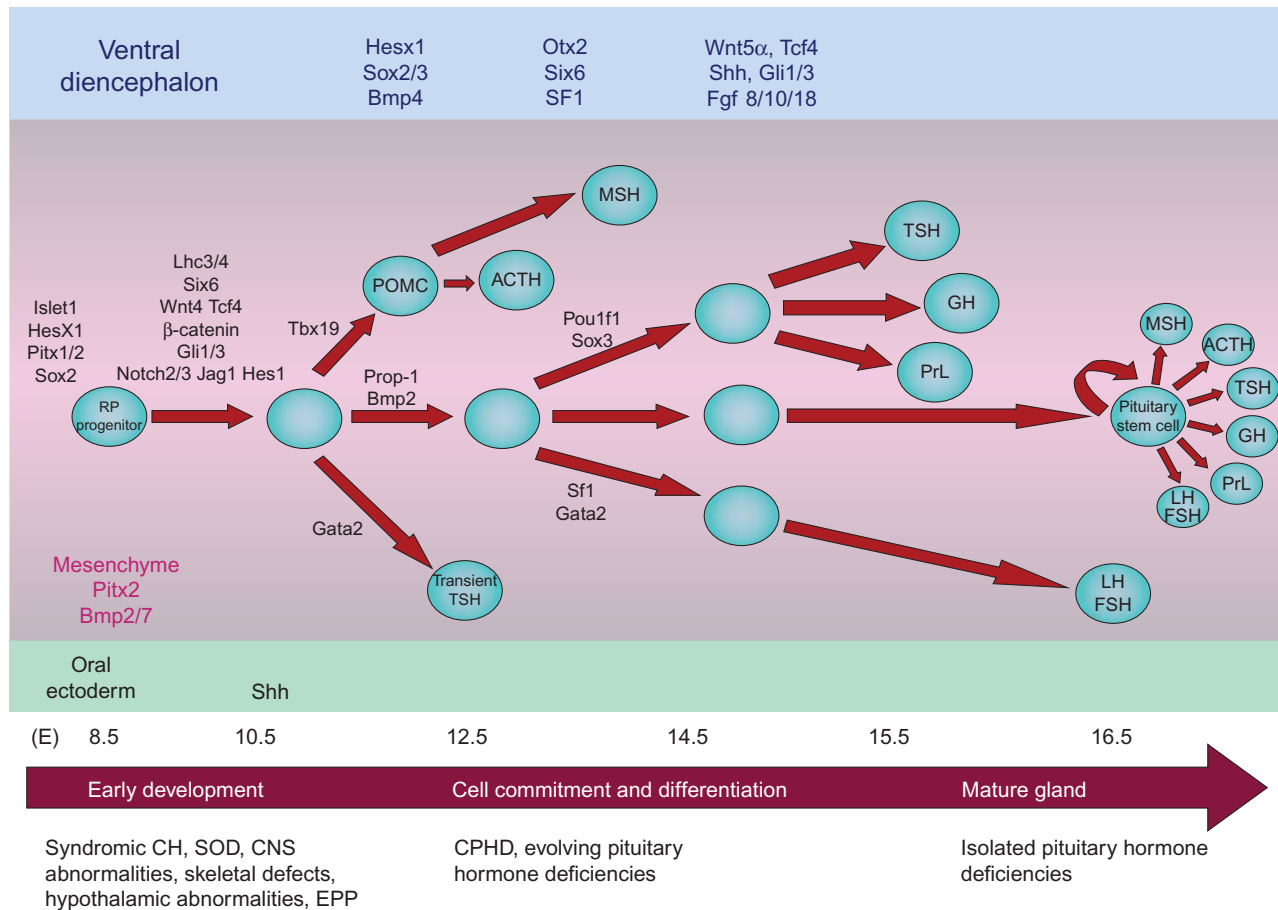 Ventral
diencephalon
Hesx1
Sox2/3
Bmp4
Otx2
Six6
SF1
Wnt5α, Tcf4
Shh, Gli1/3
Fgf 8/10/18
Islet1
HesX1
Pitx1/2
Sox2
Lhc3/4
Six6
Wnt4 Tcf4
β-catenin
Gli1/3
Notch2/3 Jag1 Hes1
RP
progenitor
Tbx19
POMC
MSH
ACTH
Prop-1
Bmp2
Gata2
Transient
TSH
Pou1f1
Sox3
Sf1
Gata2
TSH
GH
PrL
LH
FSH
Pituitary
stem cell
MSH
ACTH
TSH
GH
PrL
LH
FSH
Mesenchyme
Pitx2
Bmp2/7
Oral
ectoderm
Shh
(E) 8.5 10.5 12.5 14.5 15.5 16.5
Early development
Cell commitment and differentiation
Mature gland
Syndromic CH, SOD, CNS
abnormalities, skeletal defects,
hypothalamic abnormalities, EPP
CPHD, evolving pituitary
hormone deficiencies
Isolated pituitary hormone
deficiencies